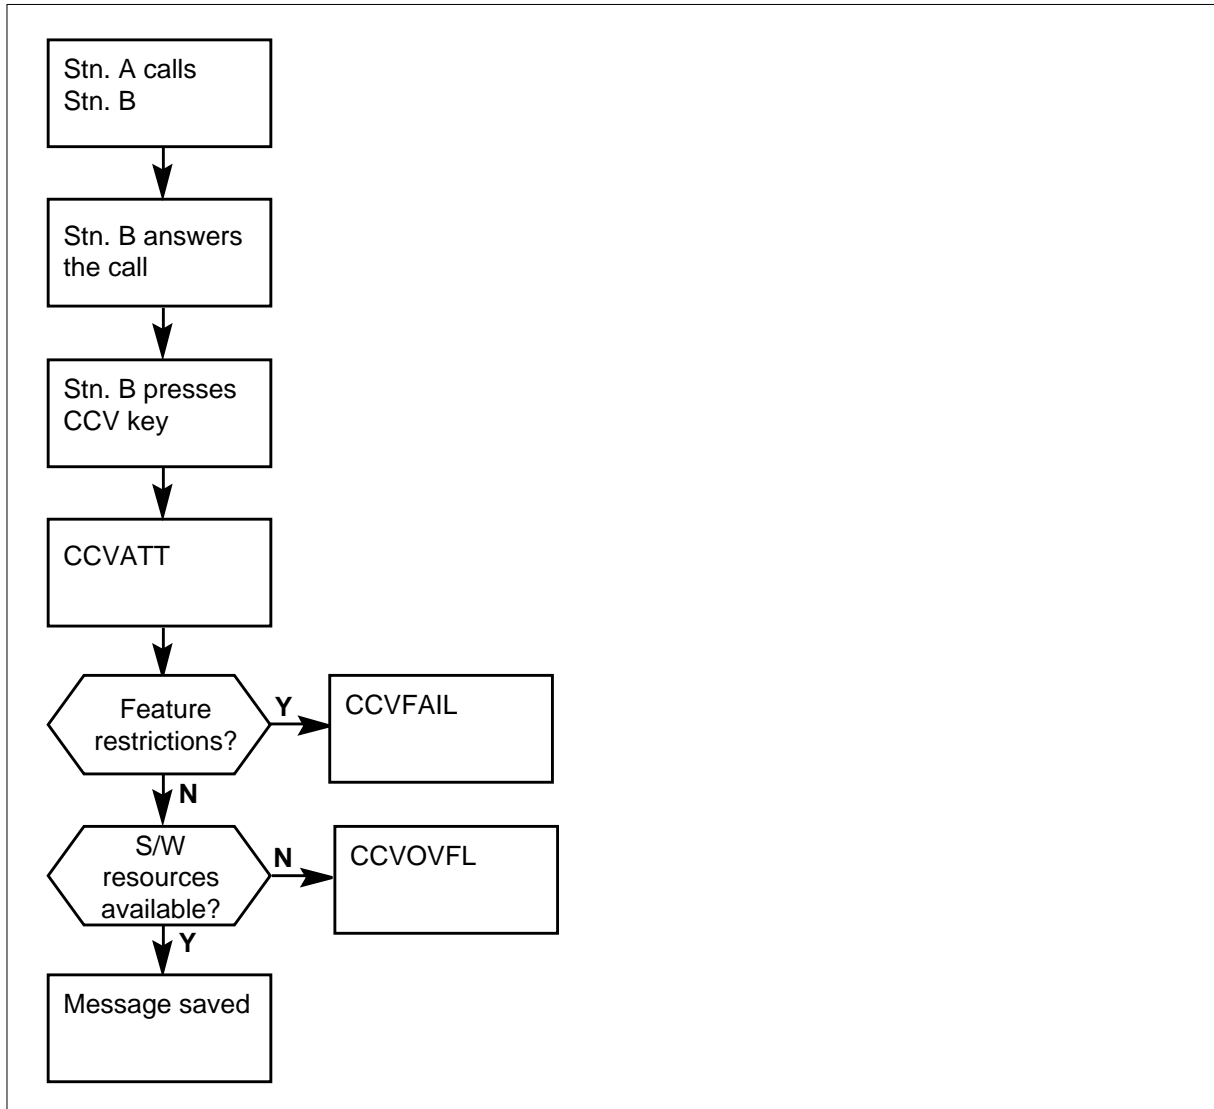 Stn. A calls
Stn. B
Stn. B answers
the call
Stn. B presses
CCV key
CCVATT
Feature
restrictions?
Y
CCVFAIL
N
S/W
resources
available?
N
CCVOVFL
Y
Message saved